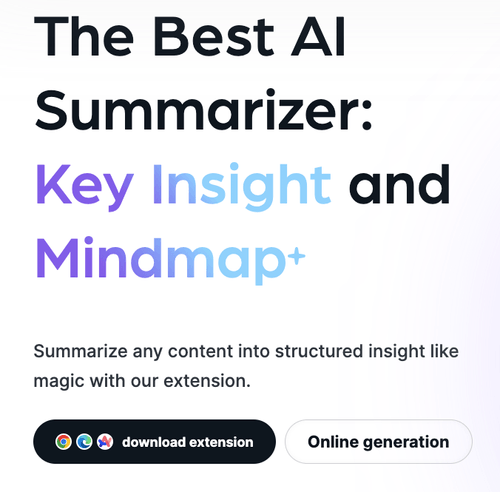 The Best AI
Summarizer:
Key Insight and
Mindmap+
Summarize any content into structured insight like
magic with our extension.
download extension
Online generation